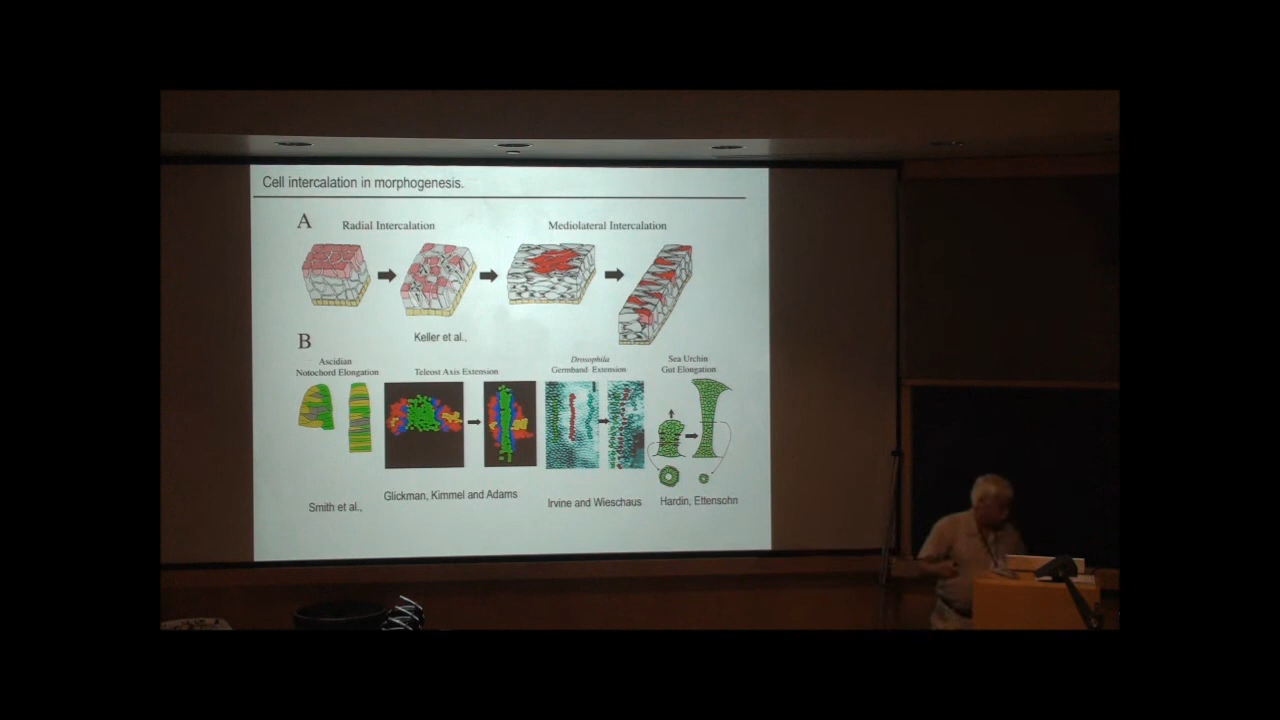 Cell intercalation in morphogenesis.
A
Radial Intercalation
Mediolateral Intercalation
Keller et al.,
B
Ascidian
Notochord Elongation
Teleost Axis Extension
Drosophila
Germband Extension
Sea Urchin
Gut Elongation
Smith et al.,
Glickman, Kimmel and Adams
Irvine and Wieschaus
Hardin, Ettensohn